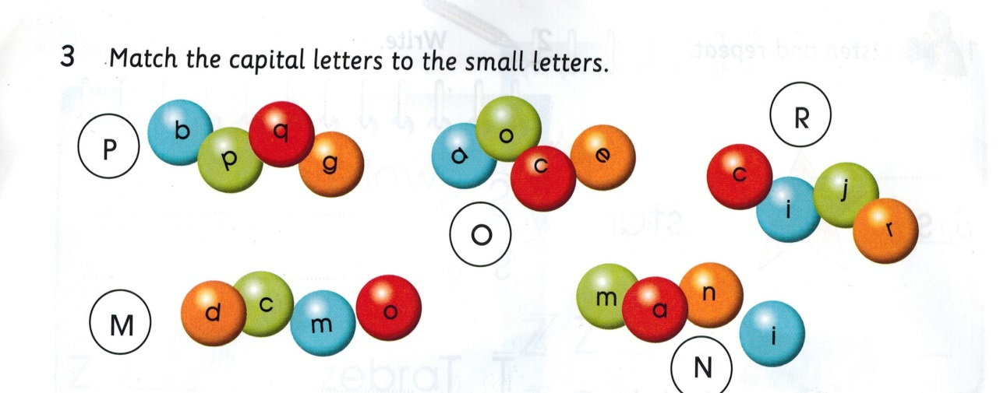 3 Match the capital letters to the small letters.
P b p q g
a o c e
O
R
c i j r
M d c m o
m a n i
N